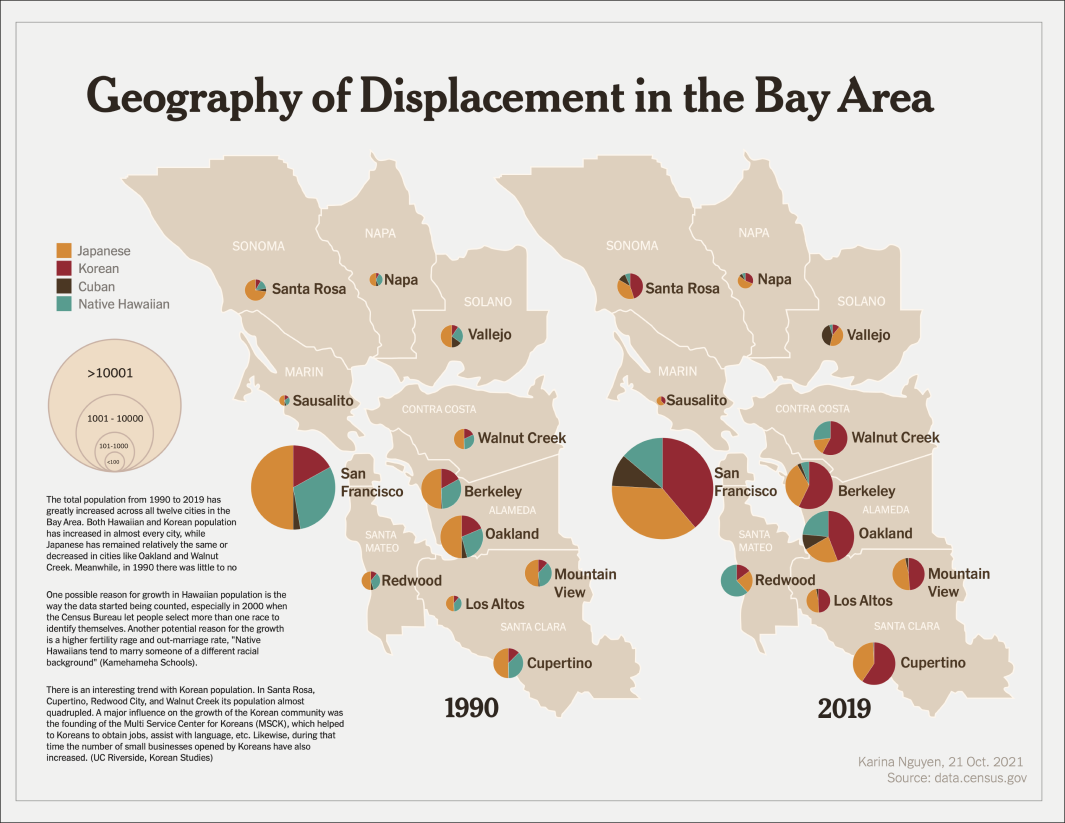 Geography of Displacement in the Bay Area
Japanese
Korean
Cuban
Native Hawaiian
>10001
1001 - 10000
101-1000
<100
The total population from 1990 to 2019 has
greatly increased across all twelve cities in the
Bay Area. Both Hawaiian and Korean population
has increased in almost every city, while
Japanese has remained relatively the same or
decreased in cities like Oakland and Walnut
Creek. Meanwhile, in 1990 there was little to no
One possible reason for growth in Hawaiian population is the
way the data started being counted, especially in 2000 when
the Census Bureau let people select more than one race to
identify themselves. Another potential reason for the growth
is a higher fertility rage and out-marriage rate, "Native
Hawaiians tend to marry someone of a different racial
background" (Kamehameha Schools).
There is an interesting trend with Korean population. In Santa Rosa,
Cupertino, Redwood City, and Walnut Creek its population almost
quadrupled. A major influence on the growth of the Korean community was
the founding of the Multi Service Center for Koreans (MSCK), which helped
to Koreans to obtain jobs, assist with language, etc. Likewise, during that
time the number of small businesses opened by Koreans have also
increased. (UC Riverside, Korean Studies)
SONOMA
NAPA
Santa Rosa
Napa
SOLANO
Vallejo
MARIN
Sausalito
CONTRA COSTA
Walnut Creek
San
Francisco
Berkeley
ALAMEDA
Oakland
SANTA
MATEO
Redwood
Mountain
View
Los Altos
SANTA CLARA
Cupertino
1990
SONOMA
NAPA
Santa Rosa
Napa
SOLANO
Vallejo
MARIN
Sausalito
CONTRA COSTA
Walnut Creek
San
Francisco
Berkeley
ALAMEDA
Oakland
SANTA
MATEO
Redwood
Mountain
View
Los Altos
SANTA CLARA
Cupertino
2019
Karina Nguyen, 21 Oct. 2021
Source: data.census.gov